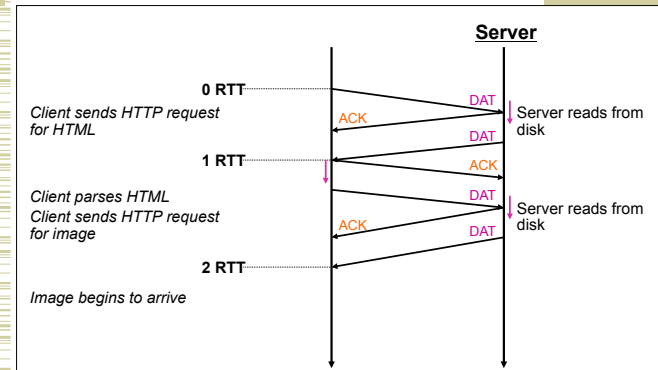 Server
0 RTT
DAT
Client sends HTTP request
for HTML
ACK
Server reads from
disk
DAT
1 RTT
ACK
Client parses HTML
DAT
Client sends HTTP request
for image
ACK
Server reads from
disk
DAT
2 RTT
Image begins to arrive